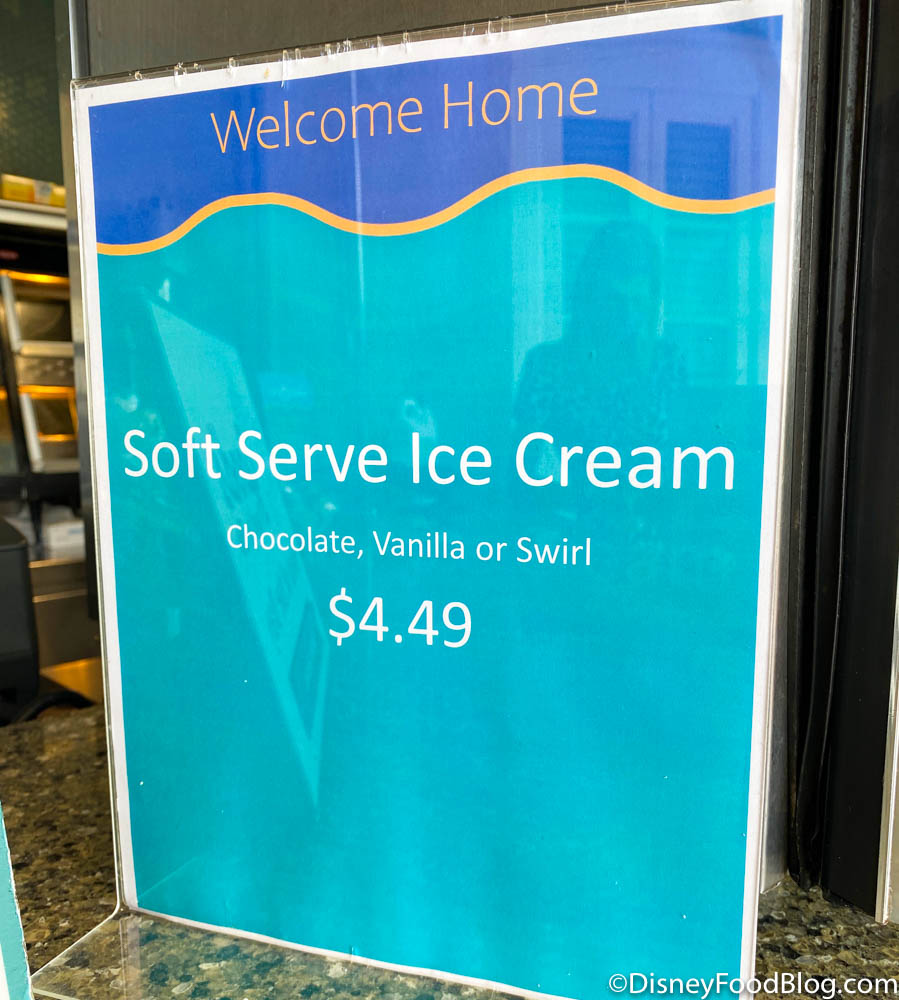 Welcome Home
Soft Serve Ice Cream
Chocolate, Vanilla or Swirl
$4.49
©DisneyFoodBlog.com